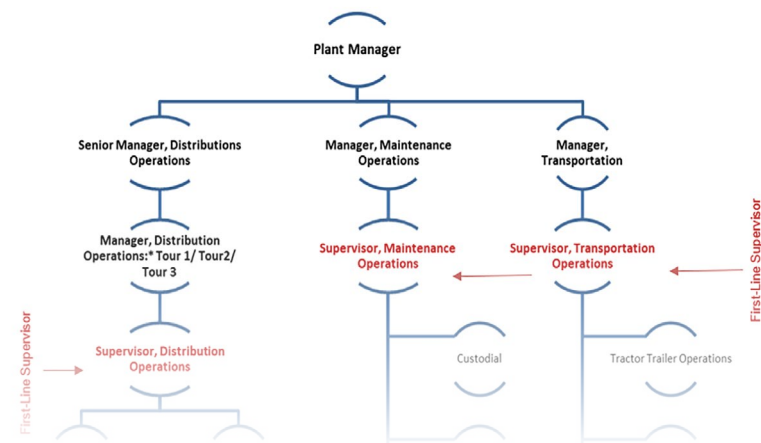 Plant Manager
Senior Manager, Distributions
Operations
Manager, Maintenance
Operations
Manager,
Transportation
Manager, Distribution
Operations:* Tour 1/ Tour2/
Tour 3
Supervisor, Maintenance
Operations
Supervisor, Transportation
Operations
First-Line Supervisor
Supervisor, Distribution
Operations
First-Line Supervisor
Custodial
Tractor Trailer Operations